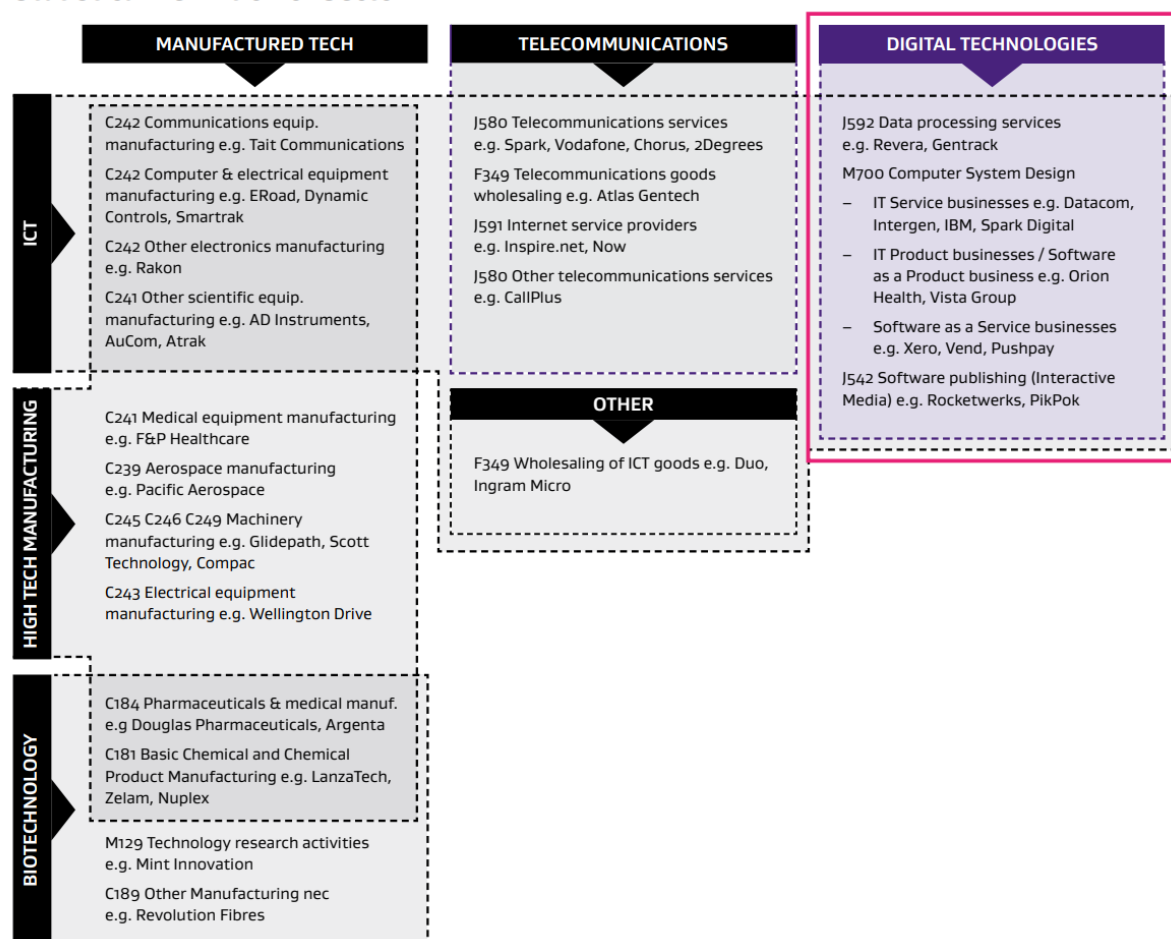 MANUFACTURED TECH
TELECOMMUNICATIONS
DIGITAL TECHNOLOGIES
ICT
C242 Communications equip.
manufacturing e.g. Tait Communications
C242 Computer & electrical equipment
manufacturing e.g. ERoad, Dynamic
Controls, Smartrak
C242 Other electronics manufacturing
e.g. Rakon
C241 Other scientific equip.
manufacturing e.g. AD Instruments,
AuCom, Atrak
J580 Telecommunications services
e.g. Spark, Vodafone, Chorus, 2Degrees
F349 Telecommunications goods
wholesaling e.g. Atlas Gentech
J591 Internet service providers
e.g. Inspire.net, Now
J580 Other telecommunications services
e.g. CallPlus
J592 Data processing services
e.g. Revera, Gentrack
M700 Computer System Design
– IT Service businesses e.g. Datacom,
Intergen, IBM, Spark Digital
– IT Product businesses / Software
as a Product business e.g. Orion
Health, Vista Group
– Software as a Service businesses
e.g. Xero, Vend, Pushpay
J542 Software publishing (Interactive
Media) e.g. Rocketwerks, PikPok
HIGH TECH MANUFACTURING
C241 Medical equipment manufacturing
e.g. F&P Healthcare
C239 Aerospace manufacturing
e.g. Pacific Aerospace
C245 C246 C249 Machinery
manufacturing e.g. Glidepath, Scott
Technology, Compac
C243 Electrical equipment
manufacturing e.g. Wellington Drive
OTHER
F349 Wholesaling of ICT goods e.g. Duo,
Ingram Micro
BIOTECHNOLOGY
C184 Pharmaceuticals & medical manuf.
e.g Douglas Pharmaceuticals, Argenta
C181 Basic Chemical and Chemical
Product Manufacturing e.g. LanzaTech,
Zelam, Nuplex
M129 Technology research activities
e.g. Mint Innovation
C189 Other Manufacturing nec
e.g. Revolution Fibres